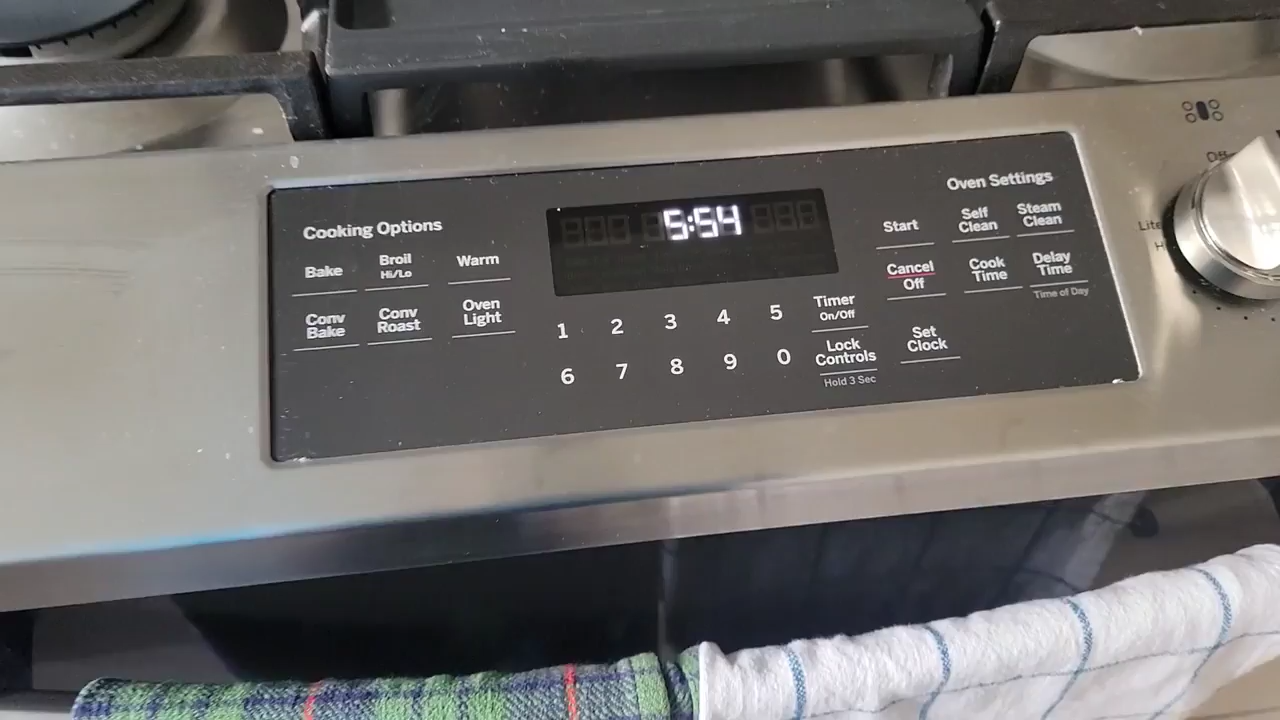 Cooking Options
Bake
Broil
Hi/Lo
Warm
Conv
Bake
Conv
Roast
Oven
Light
5:54
1 2 3 4 5
6 7 8 9 0
Timer
On/Off
Lock
Controls
Hold 3 Sec
Oven Settings
Start
Self
Clean
Steam
Clean
Cancel
Off
Cook
Time
Delay
Time
Time of Day
Set
Clock
Off
Lite